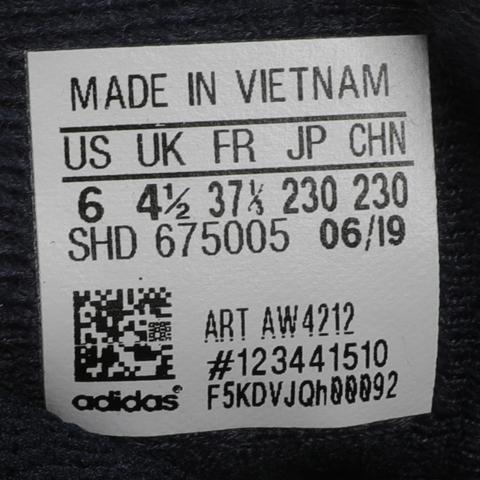 MADE IN VIETNAM
US UK FR JP CHN
6 4½ 37⅓ 230 230
SHD 675005 06/19
ART AW4212
#123441510
F5KDVJQh00092
adidas